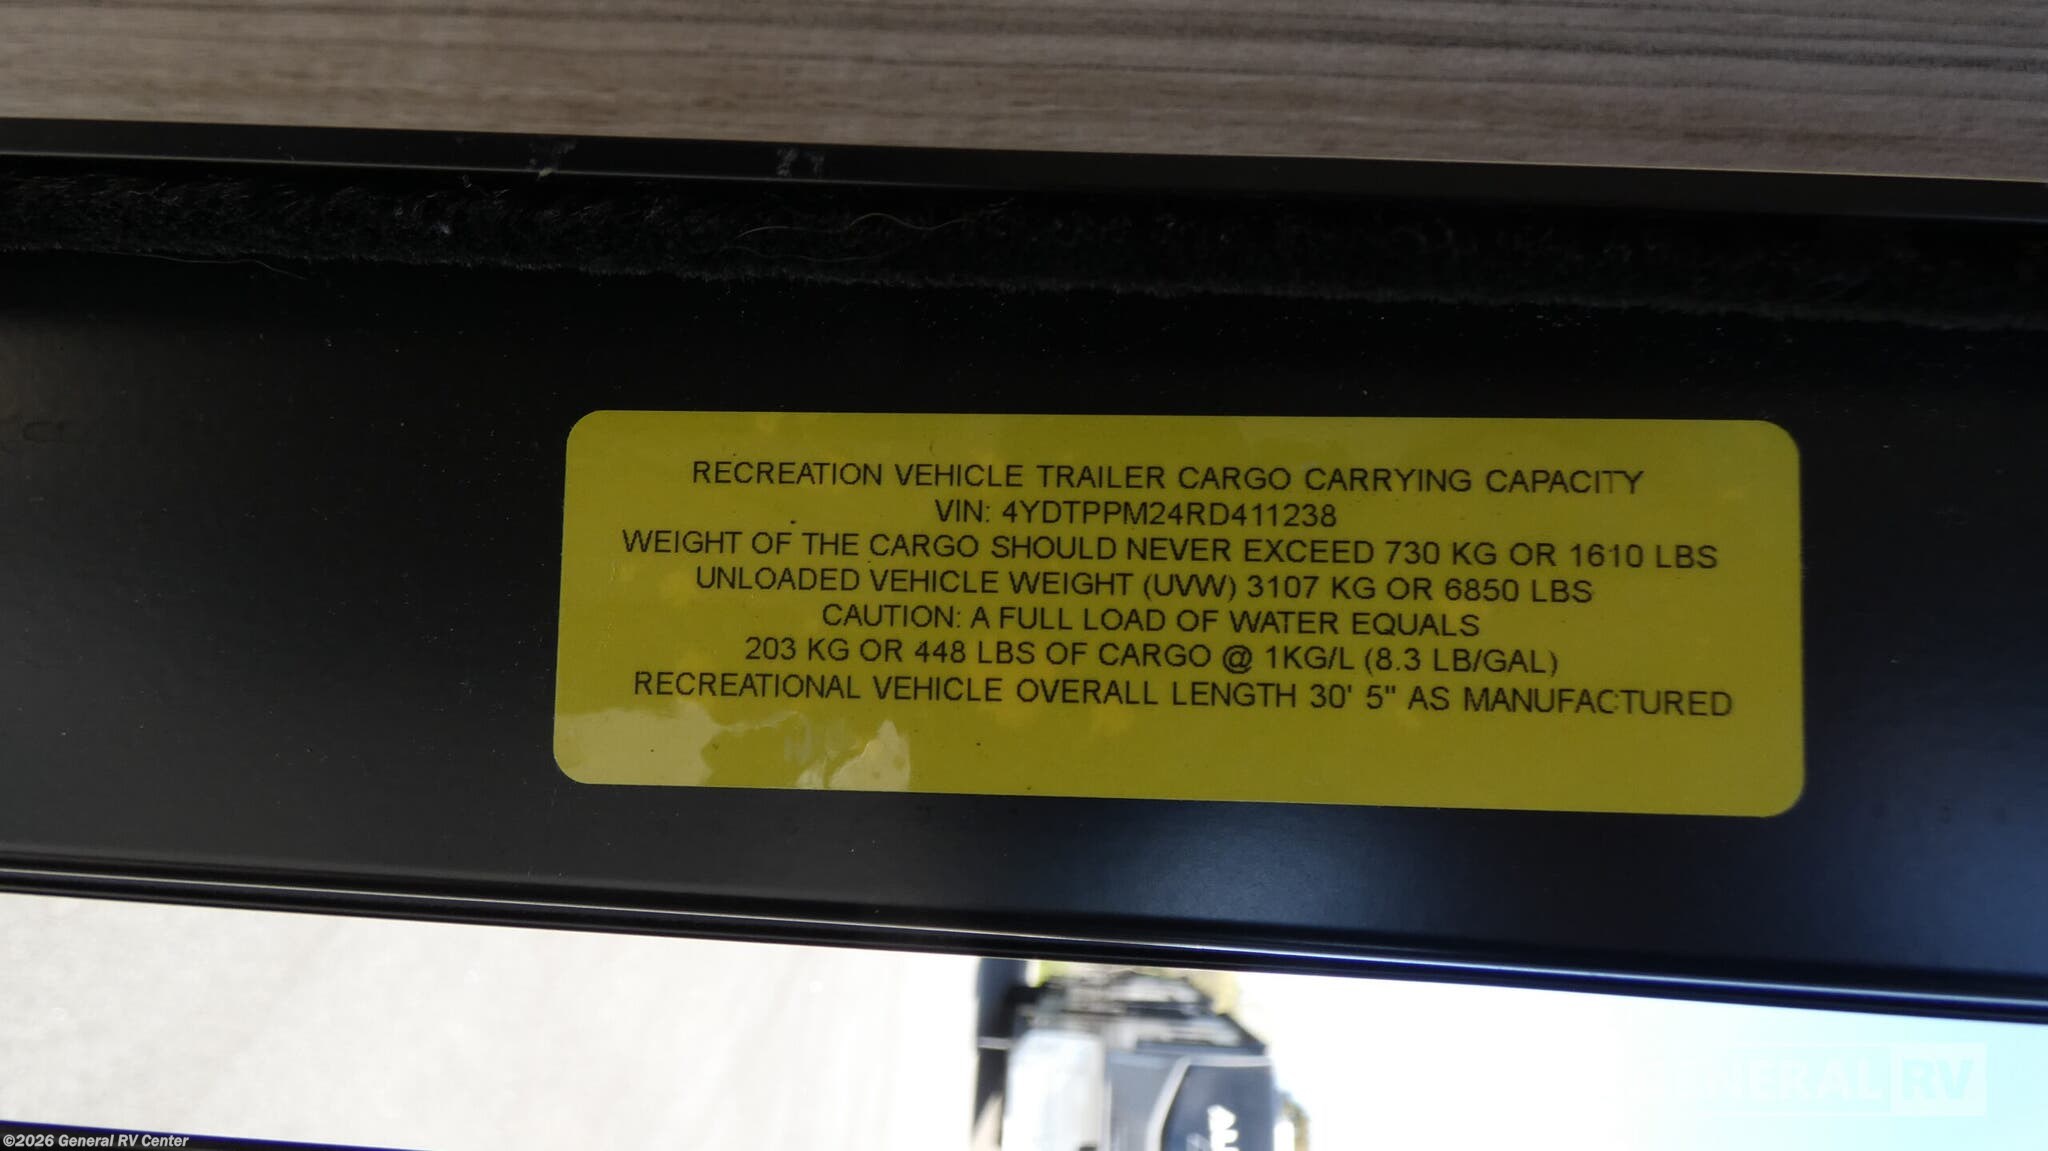 RECREATION VEHICLE TRAILER CARGO CARRYING CAPACITY
VIN: 4YDTPPM24RD411238
WEIGHT OF THE CARGO SHOULD NEVER EXCEED 730 KG OR 1610 LBS
UNLOADED VEHICLE WEIGHT (UVW) 3107 KG OR 6850 LBS
CAUTION: A FULL LOAD OF WATER EQUALS
203 KG OR 448 LBS OF CARGO @ 1KG/L (8.3 LB/GAL)
RECREATIONAL VEHICLE OVERALL LENGTH 30' 5" AS MANUFACTURED
GENERAL RV
©2026 General RV Center